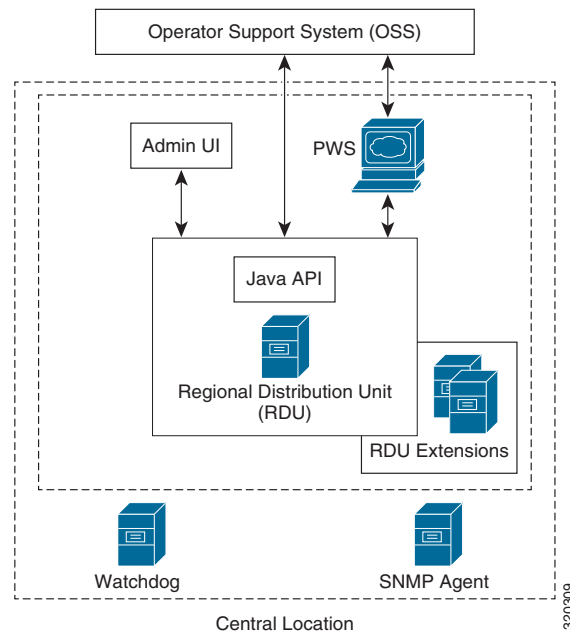 Operator Support System (OSS)
Admin UI
PWS
Java API
Regional Distribution Unit
(RDU)
RDU Extensions
Watchdog
SNMP Agent
Central Location
320309